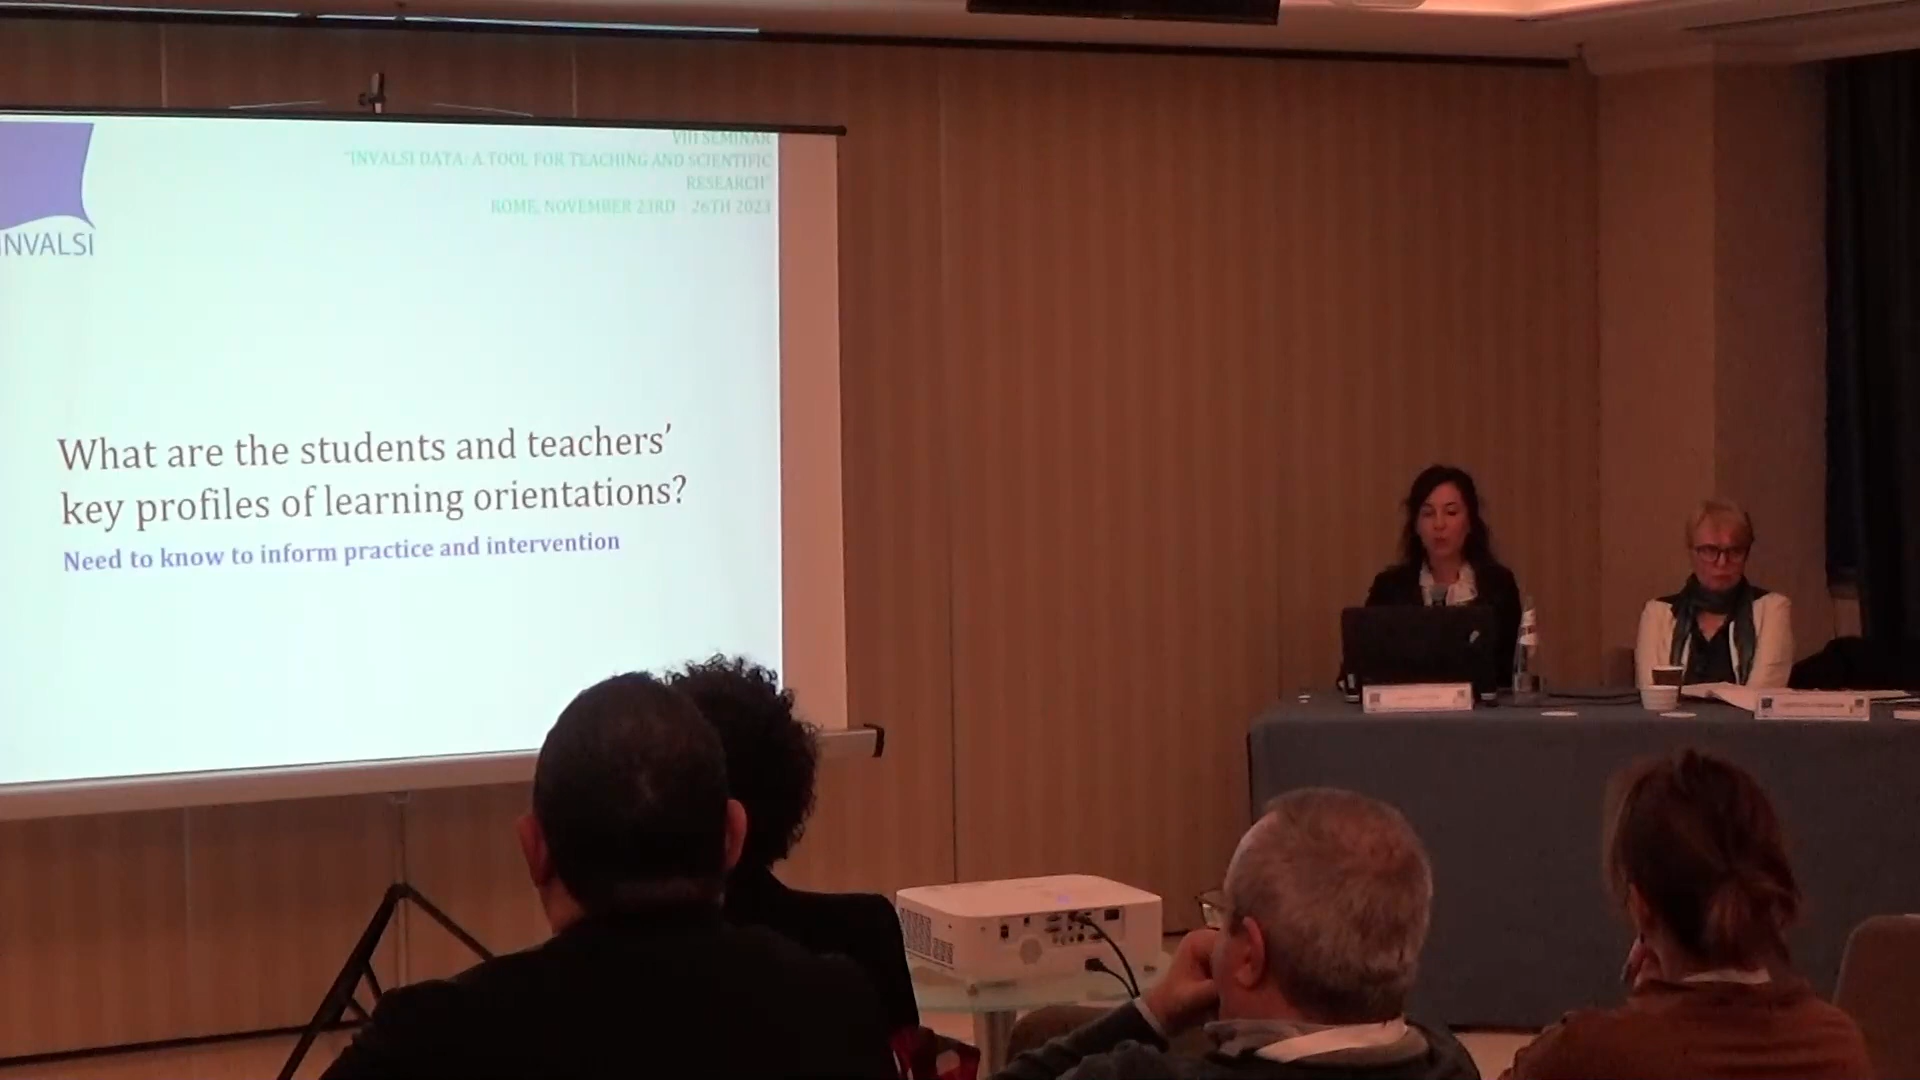 VIII SEMINAR
"INVALSI DATA: A TOOL FOR TEACHING AND SCIENTIFIC
RESEARCH"
ROME, NOVEMBER 23RD - 26TH 2023
INVALSI
What are the students and teachers'
key profiles of learning orientations?
Need to know to inform practice and intervention